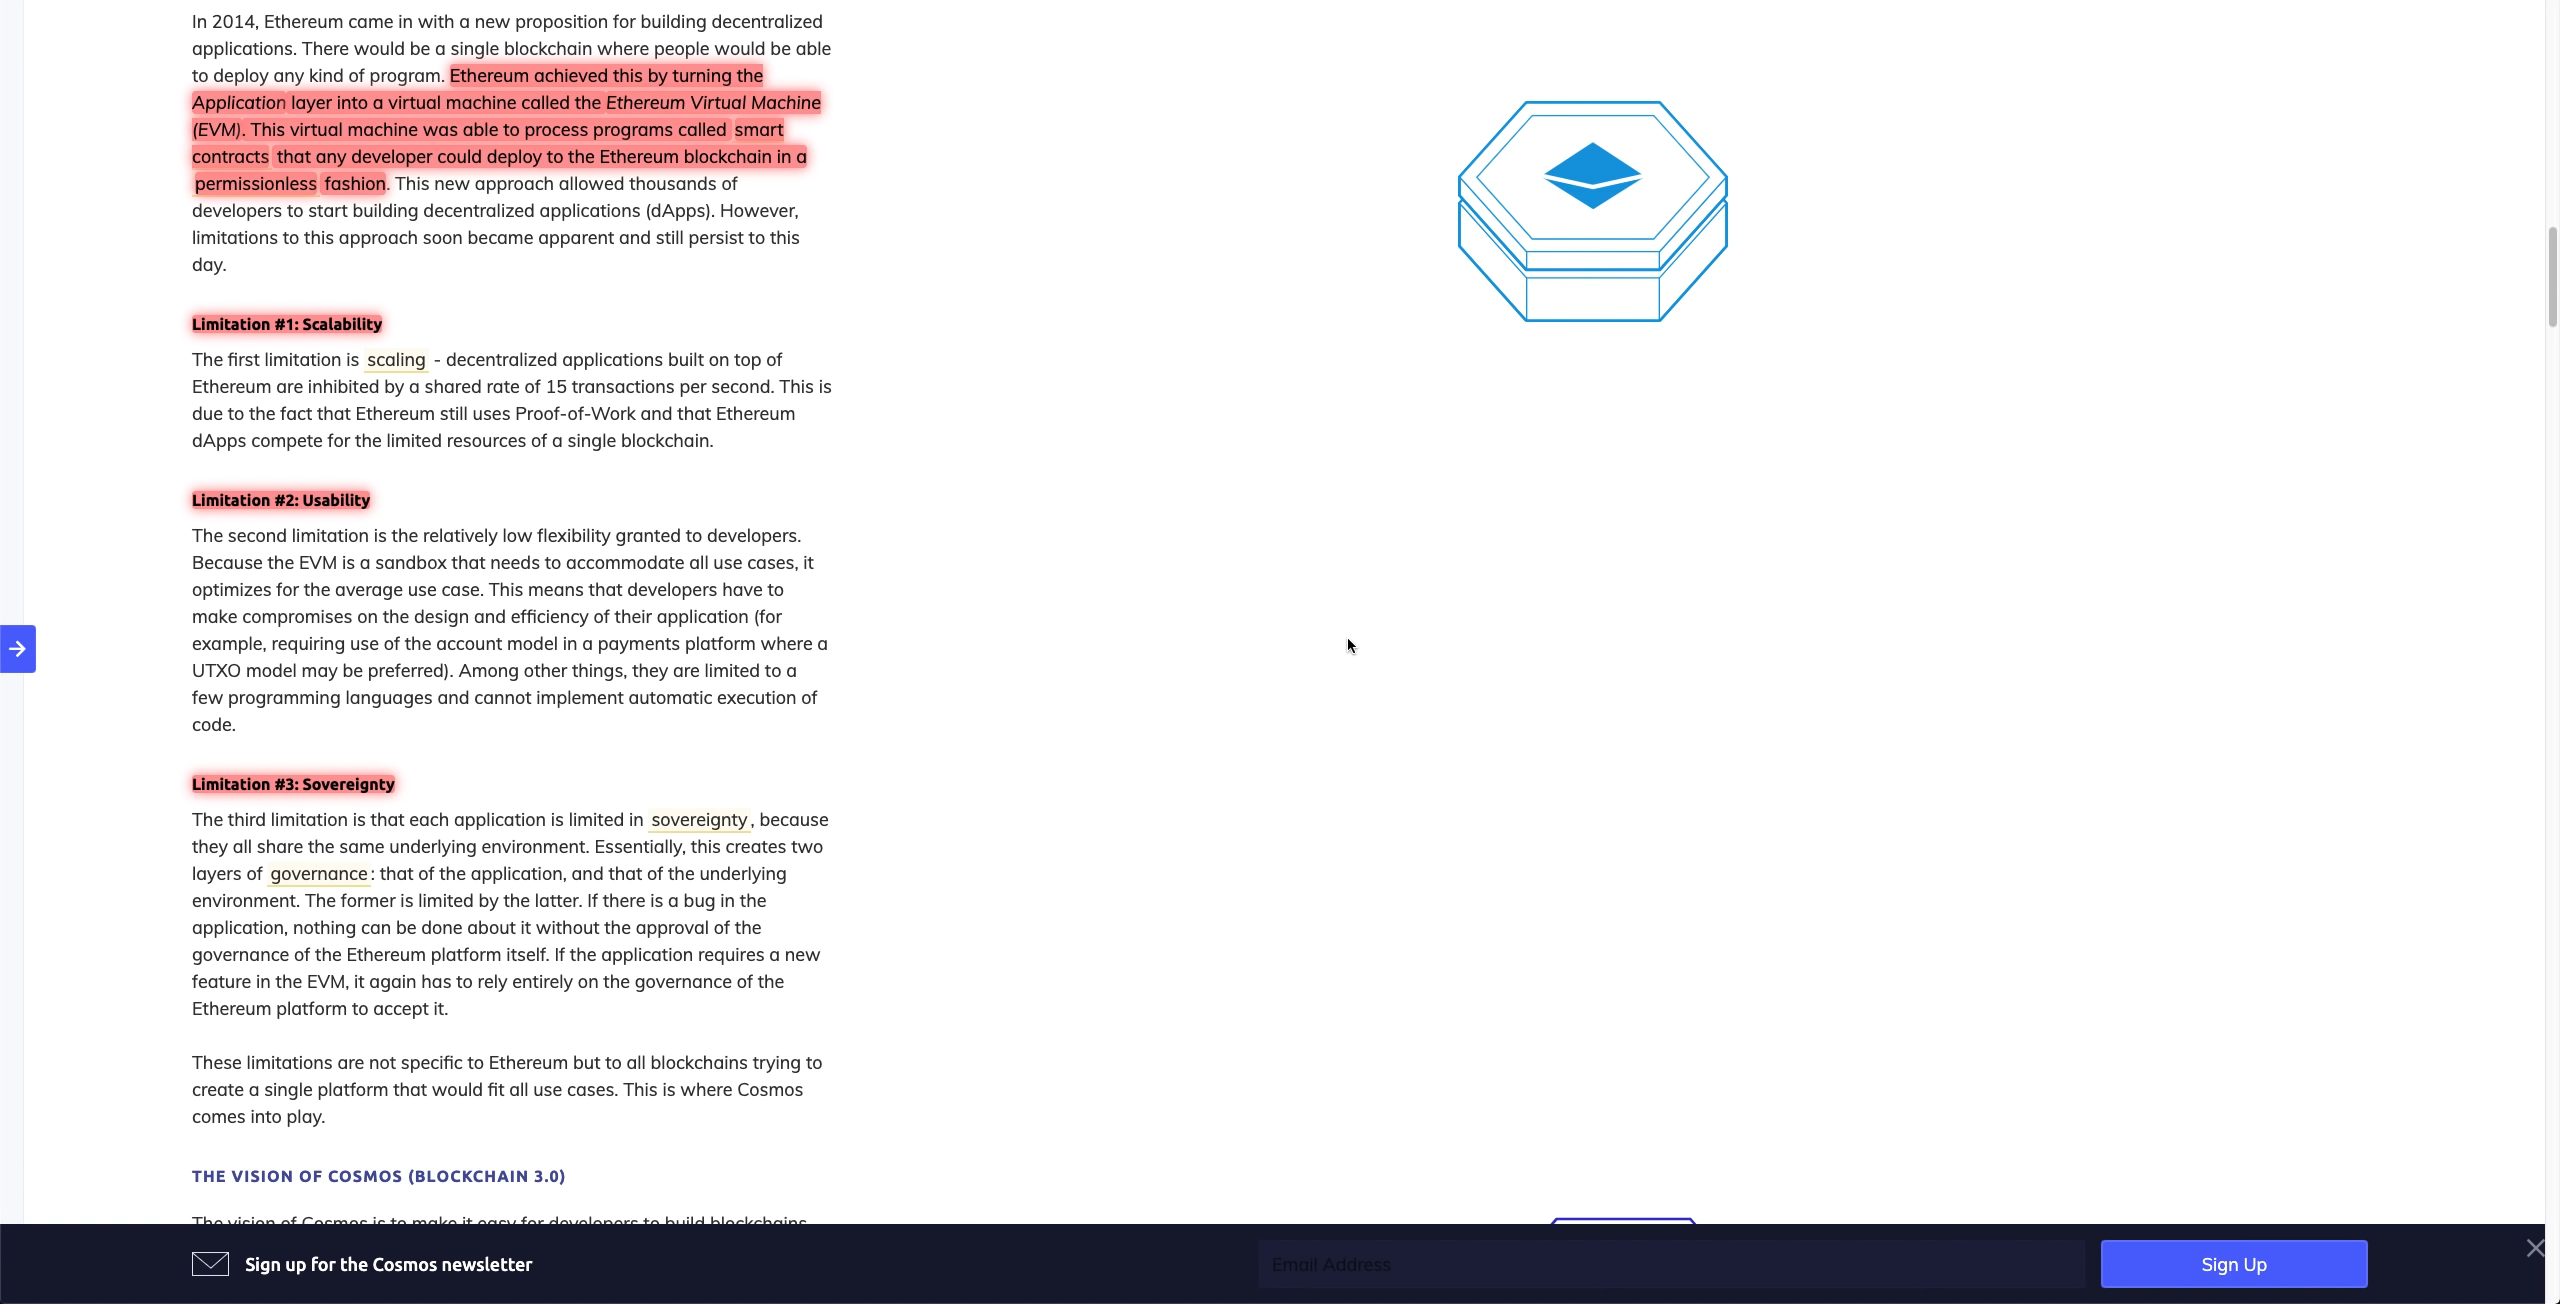 In 2014, Ethereum came in with a new proposition for building decentralized
applications. There would be a single blockchain where people would be able
to deploy any kind of program. Ethereum achieved this by turning the
Application layer into a virtual machine called the Ethereum Virtual Machine
(EVM). This virtual machine was able to process programs called smart
contracts that any developer could deploy to the Ethereum blockchain in a
permissionless fashion. This new approach allowed thousands of
developers to start building decentralized applications (dApps). However,
limitations to this approach soon became apparent and still persist to this
day.
Limitation #1: Scalability
The first limitation is scaling - decentralized applications built on top of
Ethereum are inhibited by a shared rate of 15 transactions per second. This is
due to the fact that Ethereum still uses Proof-of-Work and that Ethereum
dApps compete for the limited resources of a single blockchain.
Limitation #2: Usability
The second limitation is the relatively low flexibility granted to developers.
Because the EVM is a sandbox that needs to accommodate all use cases, it
optimizes for the average use case. This means that developers have to
make compromises on the design and efficiency of their application (for
example, requiring use of the account model in a payments platform where a
UTXO model may be preferred). Among other things, they are limited to a
few programming languages and cannot implement automatic execution of
code.
Limitation #3: Sovereignty
The third limitation is that each application is limited in sovereignty, because
they all share the same underlying environment. Essentially, this creates two
layers of governance: that of the application, and that of the underlying
environment. The former is limited by the latter. If there is a bug in the
application, nothing can be done about it without the approval of the
governance of the Ethereum platform itself. If the application requires a new
feature in the EVM, it again has to rely entirely on the governance of the
Ethereum platform to accept it.
These limitations are not specific to Ethereum but to all blockchains trying to
create a single platform that would fit all use cases. This is where Cosmos
comes into play.
THE VISION OF COSMOS (BLOCKCHAIN 3.0)
The vision of Cosmos is to make it easy for developers to build blockchains
Sign up for the Cosmos newsletter
Email Address
Sign Up